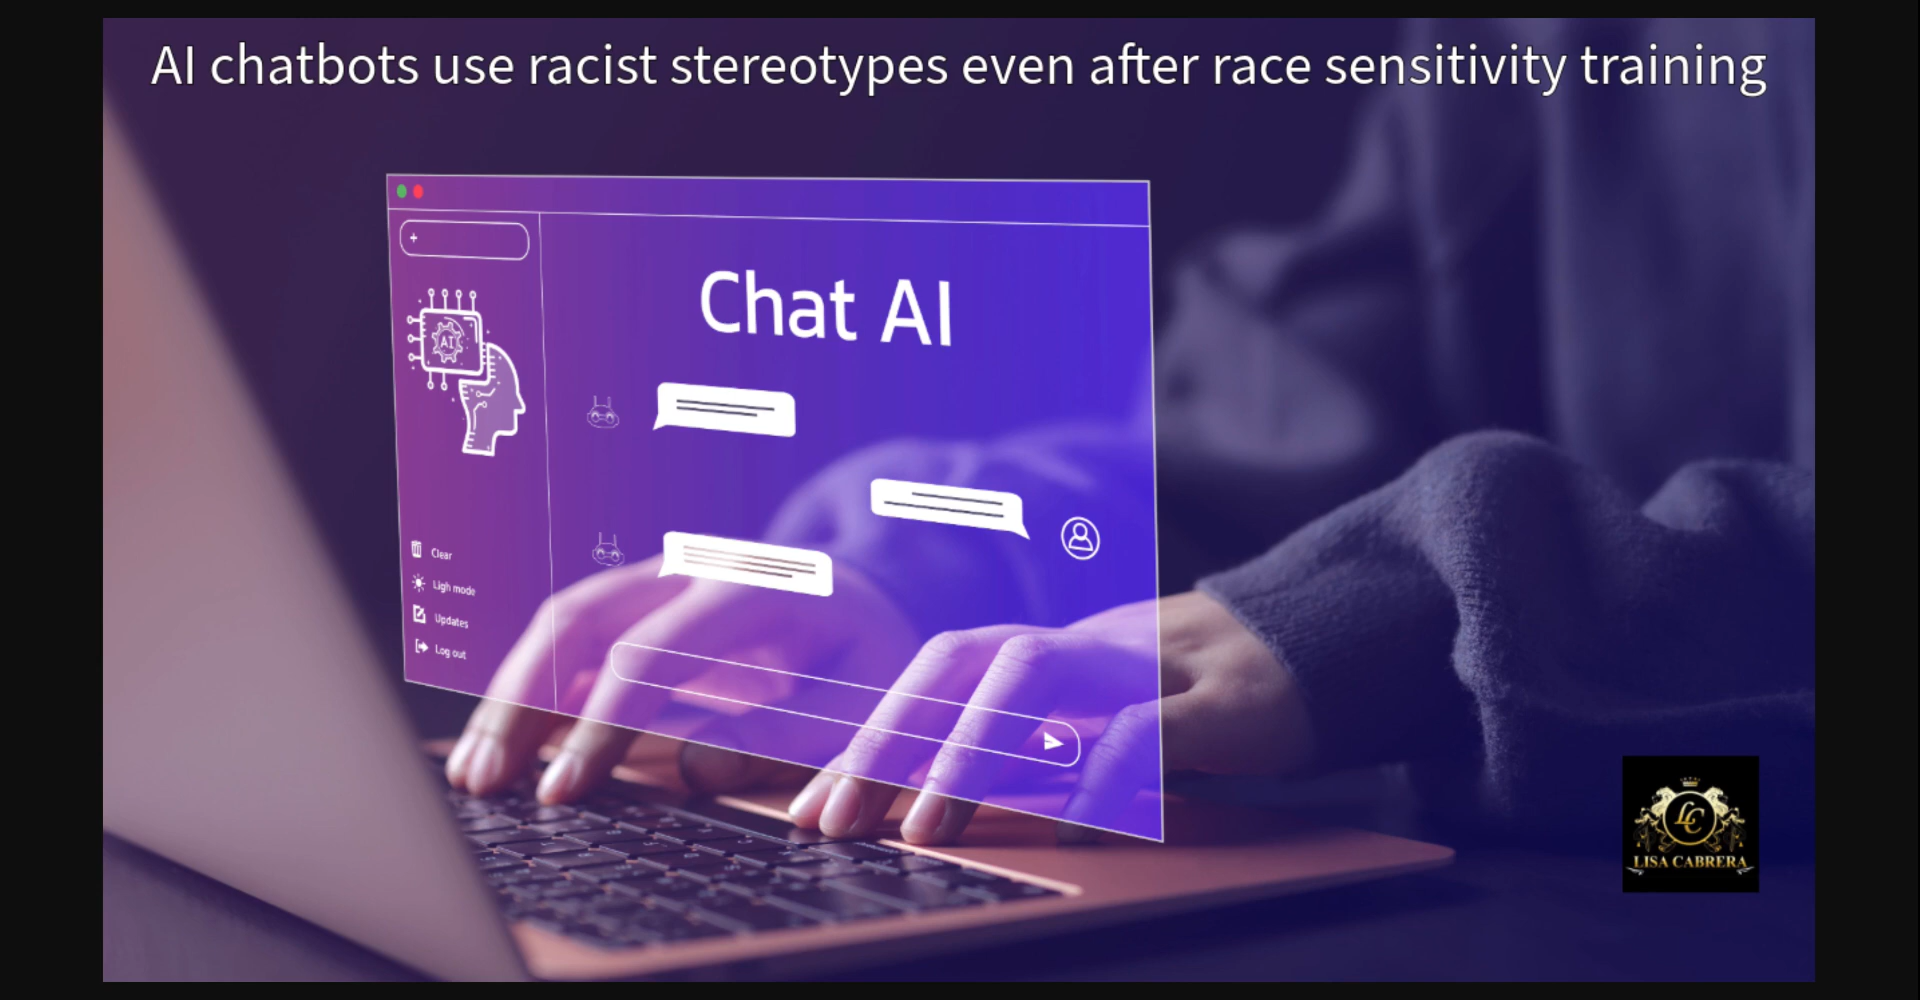 AI chatbots use racist stereotypes even after race sensitivity training
+
Chat AI
AI
Clear
Ligh mode
Updates
Log out
LC
LISA CABRERA